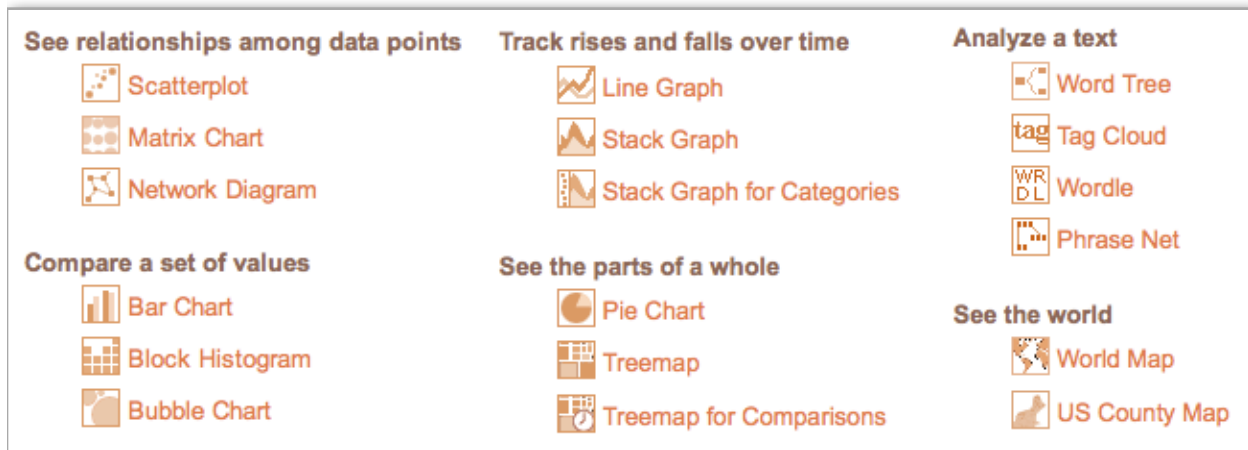 See relationships among data points
Scatterplot
Matrix Chart
Network Diagram
Compare a set of values
Bar Chart
Block Histogram
Bubble Chart
Track rises and falls over time
Line Graph
Stack Graph
Stack Graph for Categories
See the parts of a whole
Pie Chart
Treemap
Treemap for Comparisons
Analyze a text
Word Tree
tag Tag Cloud
WR
DL Wordle
Phrase Net
See the world
World Map
US County Map